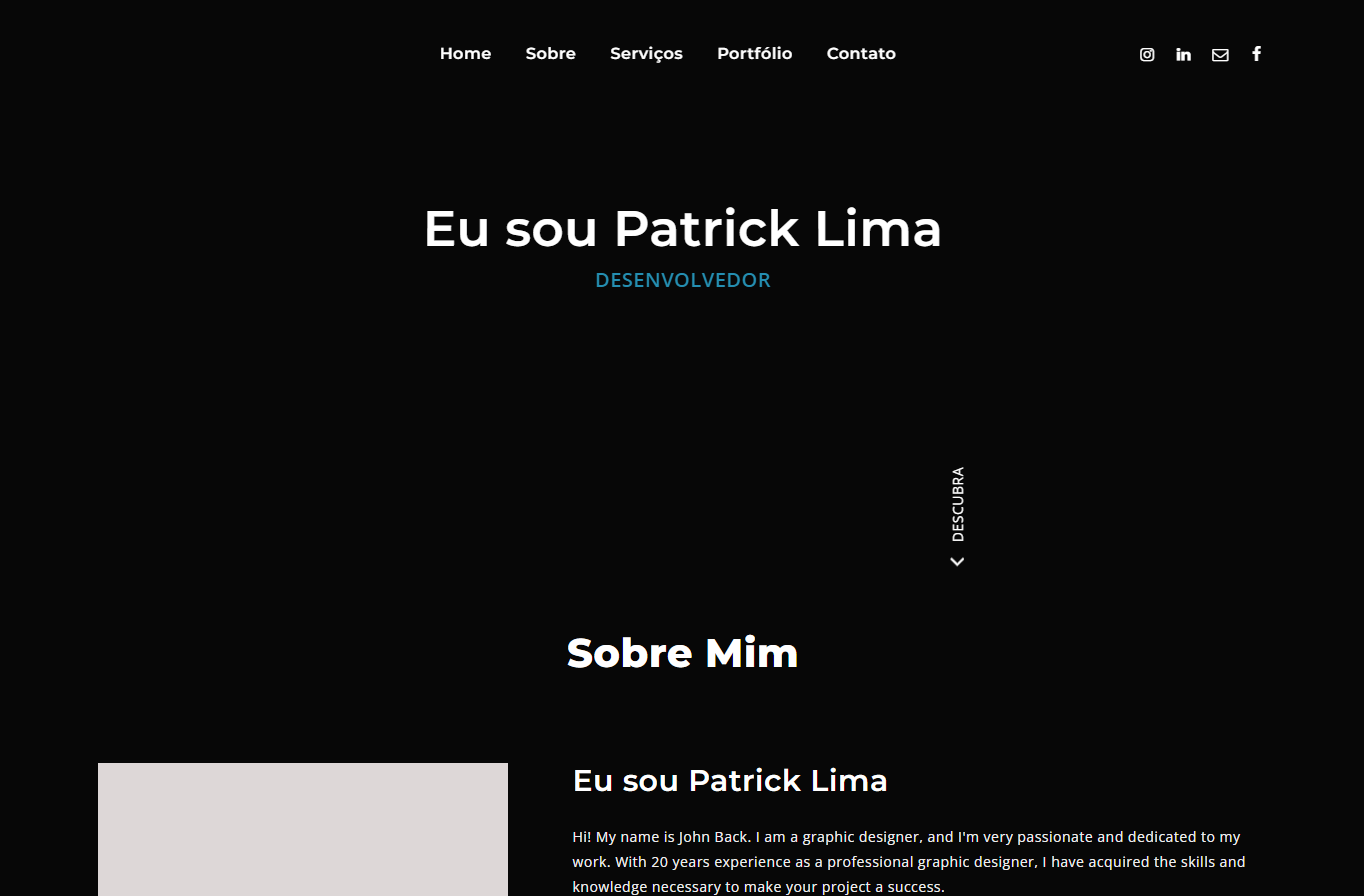 Home Sobre Serviços Portfólio Contato
Eu sou Patrick Lima
DESENVOLVEDOR
DESCUBRA
Sobre Mim
Eu sou Patrick Lima
Hi! My name is John Back. I am a graphic designer, and I'm very passionate and dedicated to my
work. With 20 years experience as a professional graphic designer, I have acquired the skills and
knowledge necessary to make your project a success.